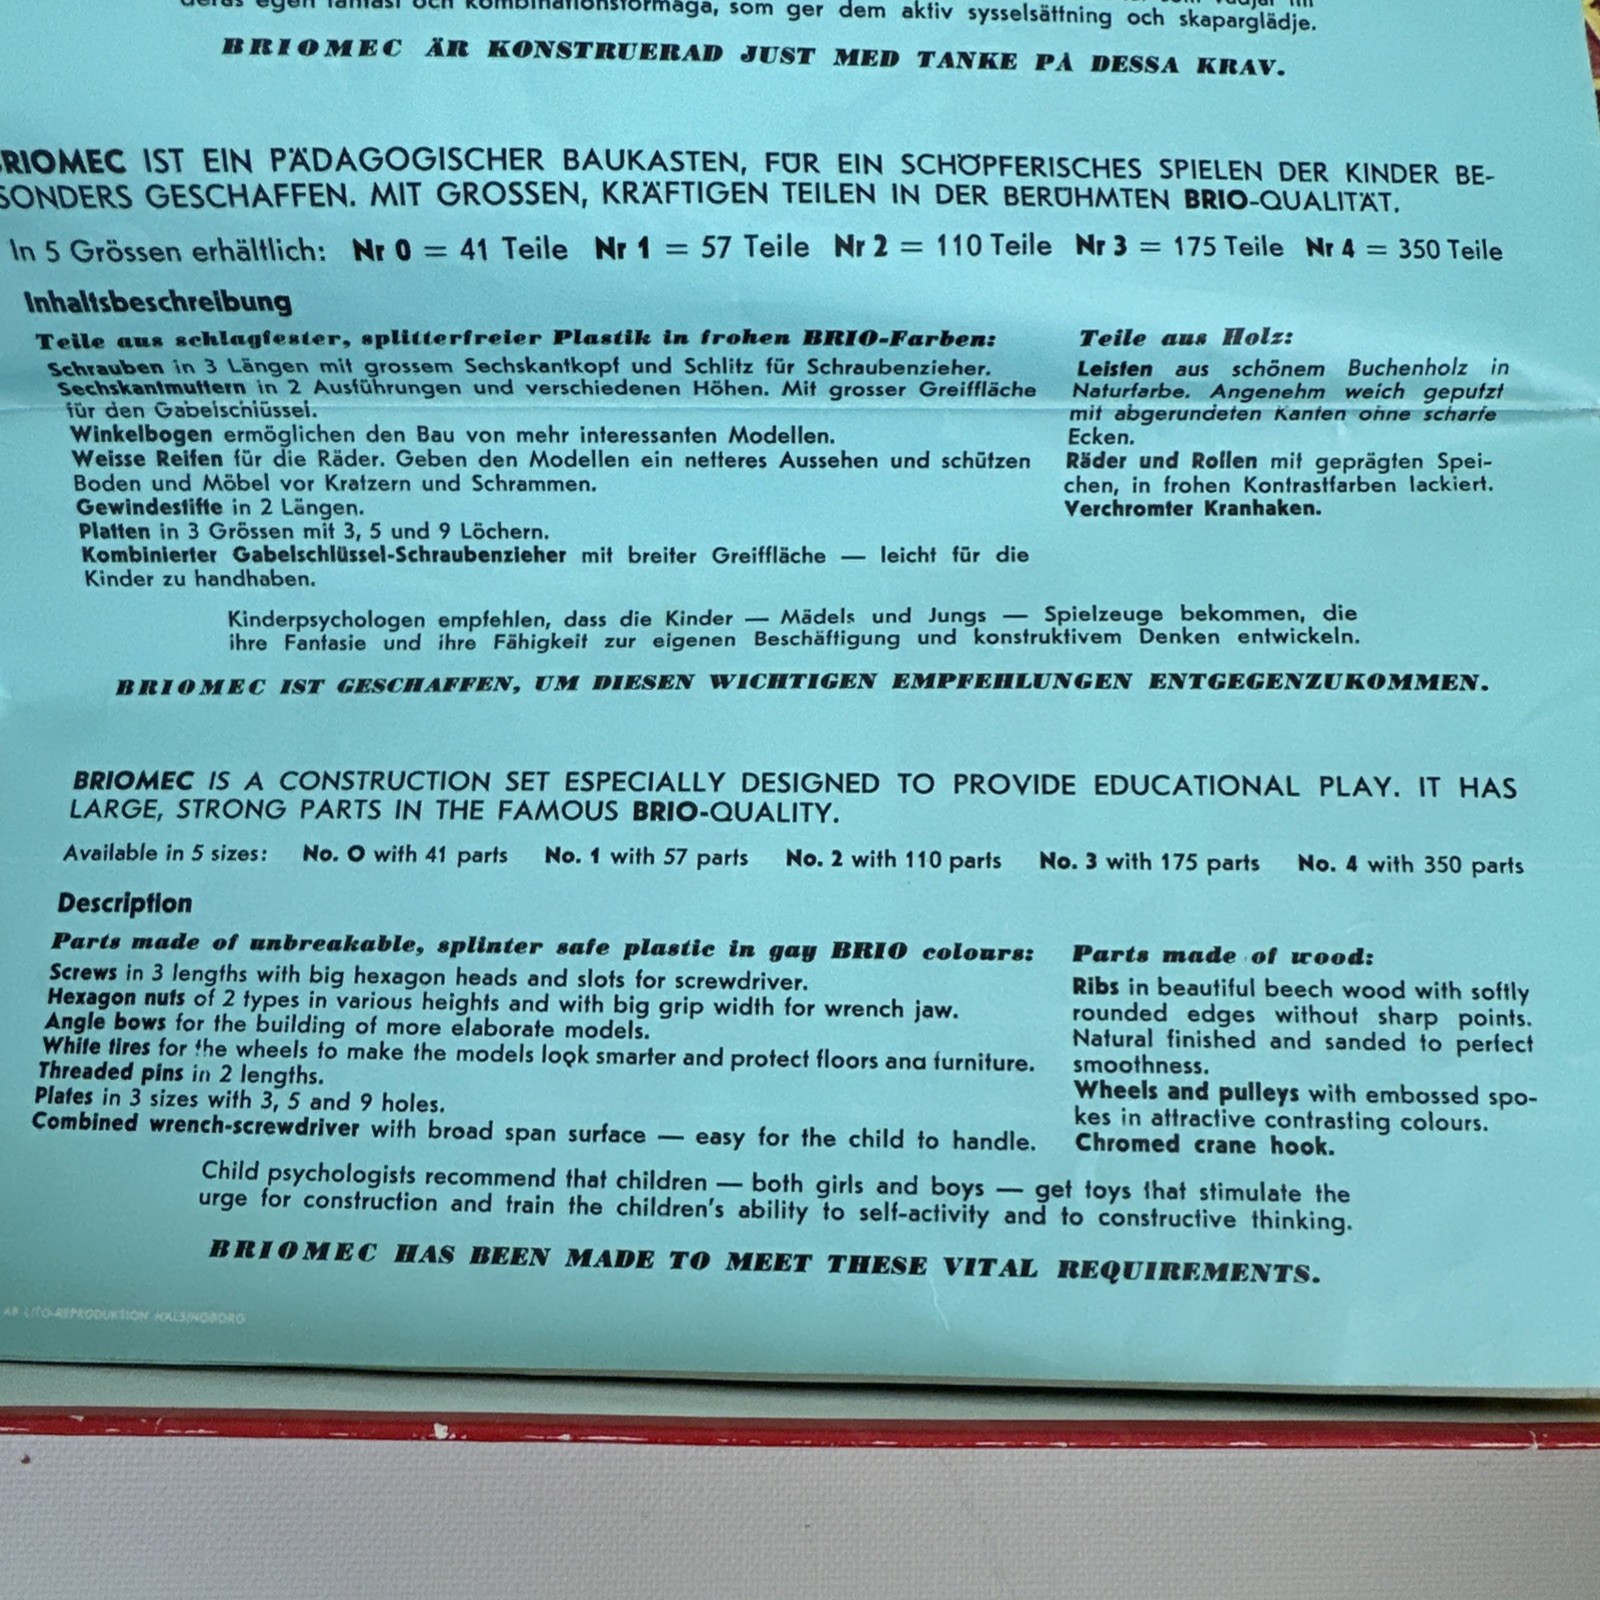 deras egen fantasi och kombinationsförmåga, som ger dem aktiv sysselsättning och skaparglädje.
BRIOMEC ÄR KONSTRUERAD JUST MED TANKE PÅ DESSA KRAV.
BRIOMEC IST EIN PÄDAGOGISCHER BAUKASTEN, FÜR EIN SCHÖPFERISCHES SPIELEN DER KINDER BE-
SONDERS GESCHAFFEN. MIT GROSSEN, KRÄFTIGEN TEILEN IN DER BERÜHMTEN BRIO-QUALITÄT.
In 5 Grössen erhältlich: Nr 0 = 41 Teile Nr 1 = 57 Teile Nr 2 = 110 Teile Nr 3 = 175 Teile Nr 4 = 350 Teile
Inhaltsbeschreibung
Teile aus schlagfester, splitterfreier Plastik in frohen BRIO-Farben:
Schrauben in 3 Längen mit grossem Sechskantkopf und Schlitz für Schraubenzieher.
Sechskantmuttern in 2 Ausführungen und verschiedenen Höhen. Mit grosser Greiffläche
für den Gabelschlüssel.
Winkelbogen ermöglichen den Bau von mehr interessanten Modellen.
Weisse Reifen für die Räder. Geben den Modellen ein netteres Aussehen und schützen
Boden und Möbel vor Kratzern und Schrammen.
Gewindestifte in 2 Längen.
Platten in 3 Grössen mit 3, 5 und 9 Löchern.
Kombinierter Gabelschlüssel-Schraubenzieher mit breiter Greiffläche — leicht für die
Kinder zu handhaben.
Teile aus Holz:
Leisten aus schönem Buchenholz in
Naturfarbe. Angenehm weich geputzt
mit abgerundeten Kanten ohne scharfe
Ecken.
Räder und Rollen mit geprägten Spei-
chen, in frohen Kontrastfarben lackiert.
Verchromter Kranhaken.
Kinderpsychologen empfehlen, dass die Kinder — Mädels und Jungs — Spielzeuge bekommen, die
ihre Fantasie und ihre Fähigkeit zur eigenen Beschäftigung und konstruktivem Denken entwickeln.
BRIOMEC IST GESCHAFFEN, UM DIESEN WICHTIGEN EMPFEHLUNGEN ENTGEGENZUKOMMEN.
BRIOMEC IS A CONSTRUCTION SET ESPECIALLY DESIGNED TO PROVIDE EDUCATIONAL PLAY. IT HAS
LARGE, STRONG PARTS IN THE FAMOUS BRIO-QUALITY.
Available in 5 sizes: No. 0 with 41 parts No. 1 with 57 parts No. 2 with 110 parts No. 3 with 175 parts No. 4 with 350 parts
Description
Parts made of unbreakable, splinter safe plastic in gay BRIO colours:
Screws in 3 lengths with big hexagon heads and slots for screwdriver.
Hexagon nuts of 2 types in various heights and with big grip width for wrench jaw.
Angle bows for the building of more elaborate models.
White tires for the wheels to make the models look smarter and protect floors and furniture.
Threaded pins in 2 lengths.
Plates in 3 sizes with 3, 5 and 9 holes.
Combined wrench-screwdriver with broad span surface — easy for the child to handle.
Parts made of wood:
Ribs in beautiful beech wood with softly
rounded edges without sharp points.
Natural finished and sanded to perfect
smoothness.
Wheels and pulleys with embossed spo-
kes in attractive contrasting colours.
Chromed crane hook.
Child psychologists recommend that children — both girls and boys — get toys that stimulate the
urge for construction and train the children's ability to self-activity and to constructive thinking.
BRIOMEC HAS BEEN MADE TO MEET THESE VITAL REQUIREMENTS.
AB LITO-REPRODUKTION HÄLSINGBORG